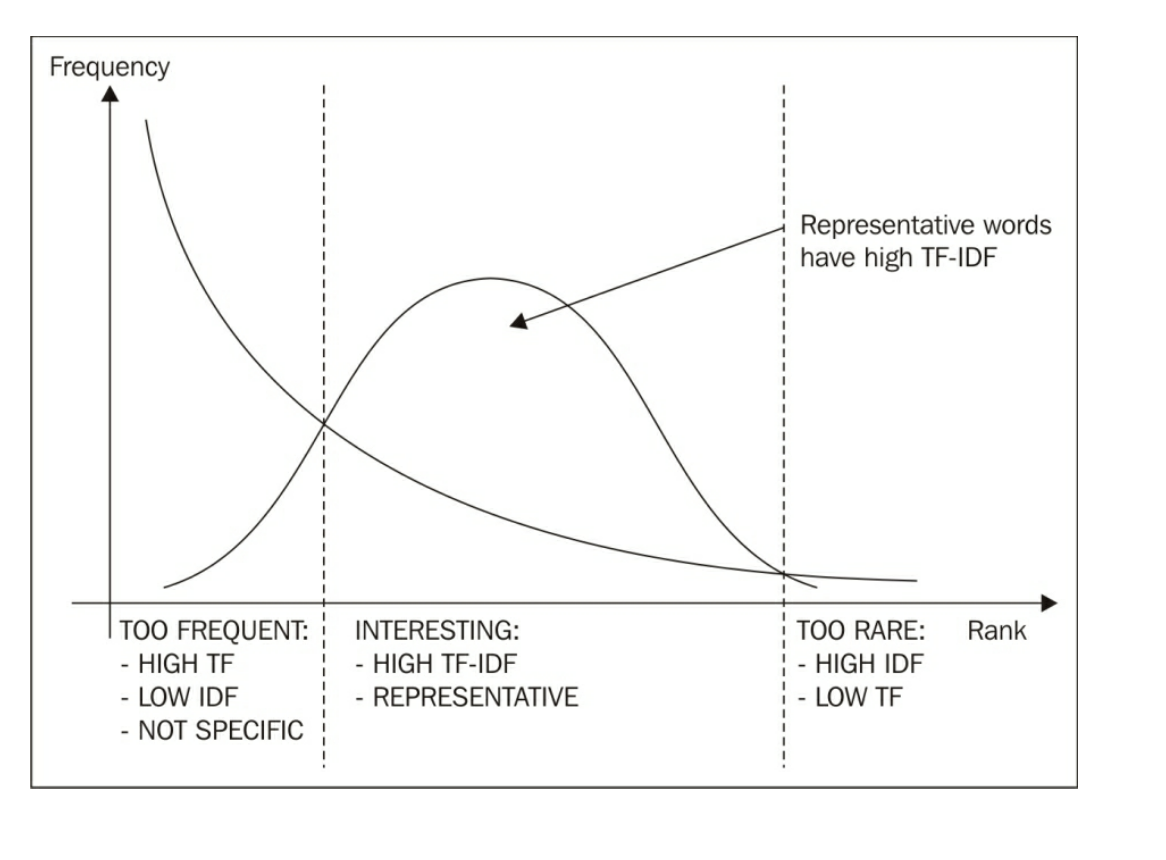 Frequency
Representative words
have high TF-IDF
TOO FREQUENT:
- HIGH TF
- LOW IDF
- NOT SPECIFIC
INTERESTING:
- HIGH TF-IDF
- REPRESENTATIVE
TOO RARE:
- HIGH IDF
- LOW TF
Rank